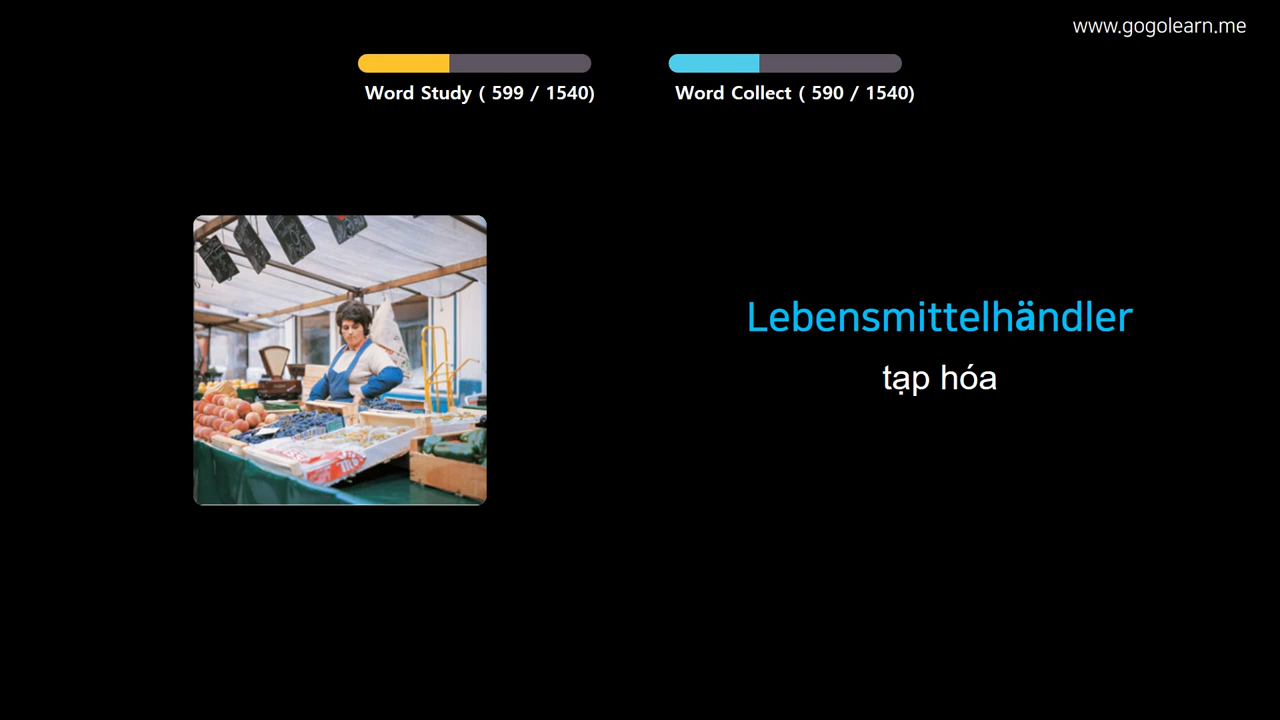 www.gogolearn.me
Word Study ( 599 / 1540)
Word Collect ( 590 / 1540)
Lebensmittelhändler
tạp hóa